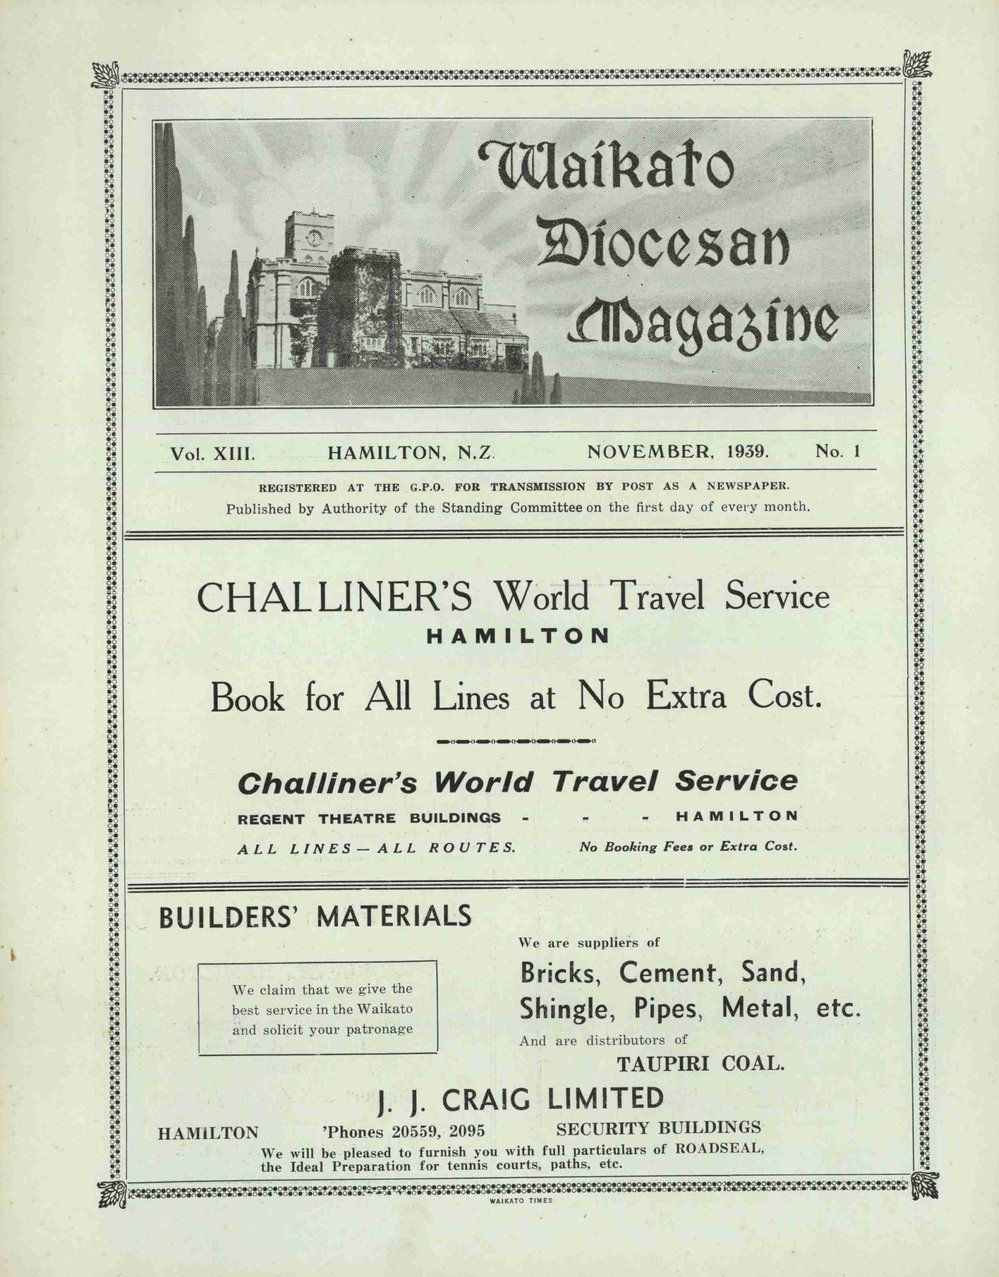 Waikato
Diocesan
Magazine
Vol. XIII. HAMILTON, N.Z. NOVEMBER, 1939. No. 1
REGISTERED AT THE G.P.O. FOR TRANSMISSION BY POST AS A NEWSPAPER.
Published by Authority of the Standing Committee on the first day of every month.
CHALLINER'S World Travel Service
HAMILTON
Book for All Lines at No Extra Cost.
Challiner's World Travel Service
REGENT THEATRE BUILDINGS - - - HAMILTON
ALL LINES — ALL ROUTES. No Booking Fees or Extra Cost.
BUILDERS' MATERIALS
We claim that we give the
best service in the Waikato
and solicit your patronage
We are suppliers of
Bricks, Cement, Sand,
Shingle, Pipes, Metal, etc.
And are distributors of
TAUPIRI COAL.
J. J. CRAIG LIMITED
HAMILTON 'Phones 20559, 2095 SECURITY BUILDINGS
We will be pleased to furnish you with full particulars of ROADSEAL,
the Ideal Preparation for tennis courts, paths, etc.
WAIKATO TIMES